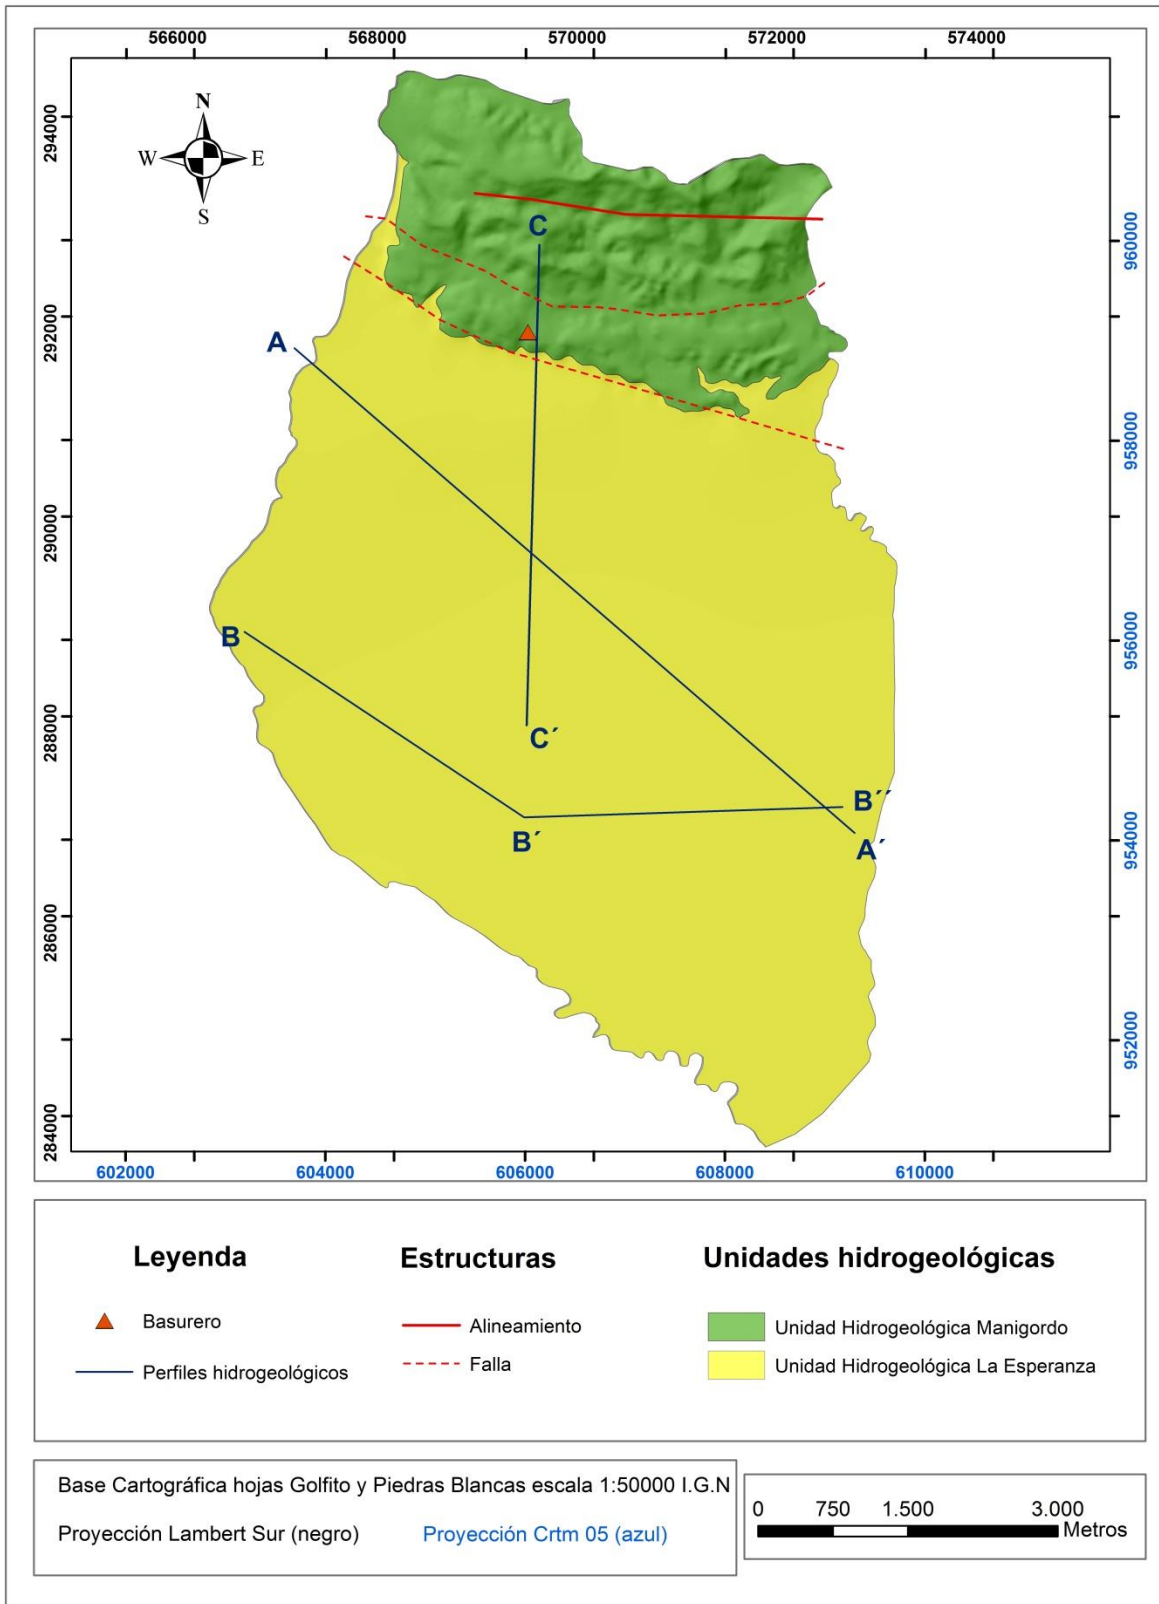 566000 568000 570000 572000 574000
N
W E
S
294000
292000
290000
288000
286000
284000
960000
958000
956000
954000
952000
C
A
B
C´
B´
B´´
A´
602000 604000 606000 608000 610000
Leyenda
Basurero
Perfiles hidrogeológicos
Estructuras
Alineamiento
Falla
Unidades hidrogeológicas
Unidad Hidrogeológica Manigordo
Unidad Hidrogeológica La Esperanza
Base Cartográfica hojas Golfito y Piedras Blancas escala 1:50000 I.G.N
Proyección Lambert Sur (negro) Proyección Crtm 05 (azul)
0 750 1.500 3.000
Metros